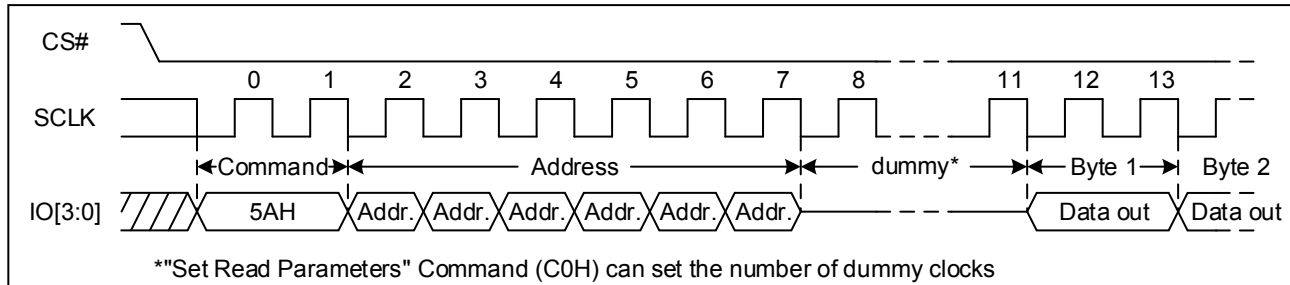 CS#
0 1 2 3 4 5 6 7 8 11 12 13
SCLK
Command Address dummy* Byte 1 Byte 2
IO[3:0] 5AH Addr. Addr. Addr. Addr. Addr. Addr. Data out Data out
*"Set Read Parameters" Command (C0H) can set the number of dummy clocks